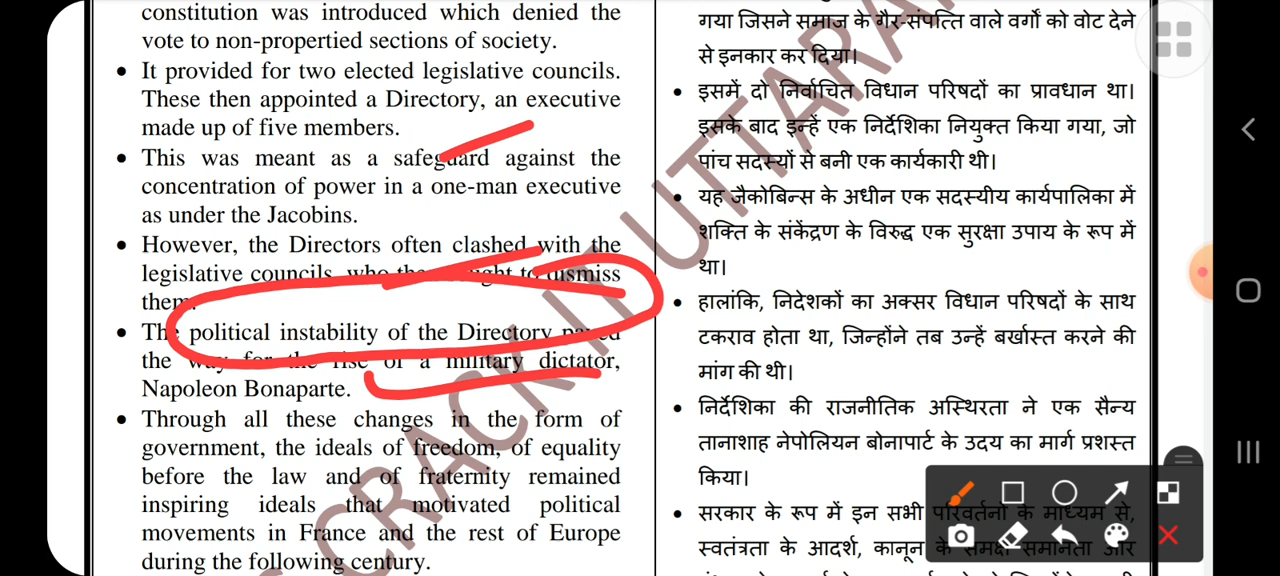 constitution was introduced which denied the
vote to non-propertied sections of society.
• It provided for two elected legislative councils.
These then appointed a Directory, an executive
made up of five members.
• This was meant as a safeguard against the
concentration of power in a one-man executive
as under the Jacobins.
• However, the Directors often clashed with the
legislative councils, who then sought to dismiss
them.
• The political instability of the Directory paved
the way for the rise of a military dictator,
Napoleon Bonaparte.
• Through all these changes in the form of
government, the ideals of freedom, of equality
before the law and of fraternity remained
inspiring ideals that motivated political
movements in France and the rest of Europe
during the following century.
गया जिसने समाज के गैर-संपत्ति वाले वर्गों को वोट देने
से इनकार कर दिया।
• इसमें दो निर्वाचित विधान परिषदों का प्रावधान था।
इसके बाद इन्हें एक निर्देशिका नियुक्त किया गया, जो
पांच सदस्यों से बनी एक कार्यकारी थी।
• यह जैकोबिन्स के अधीन एक सदस्यीय कार्यपालिका में
शक्ति के संकेंद्रण के विरुद्ध एक सुरक्षा उपाय के रूप में
था।
• हालांकि, निदेशकों का अक्सर विधान परिषदों के साथ
टकराव होता था, जिन्होंने तब उन्हें बर्खास्त करने की
मांग की थी।
• निर्देशिका की राजनीतिक अस्थिरता ने एक सैन्य
तानाशाह नेपोलियन बोनापार्ट के उदय का मार्ग प्रशस्त
किया।
• सरकार के रूप में इन सभी परिवर्तनों के माध्यम से,
स्वतंत्रता के आदर्श, कानून के समक्ष समानता और
CRACK IN UTTARA